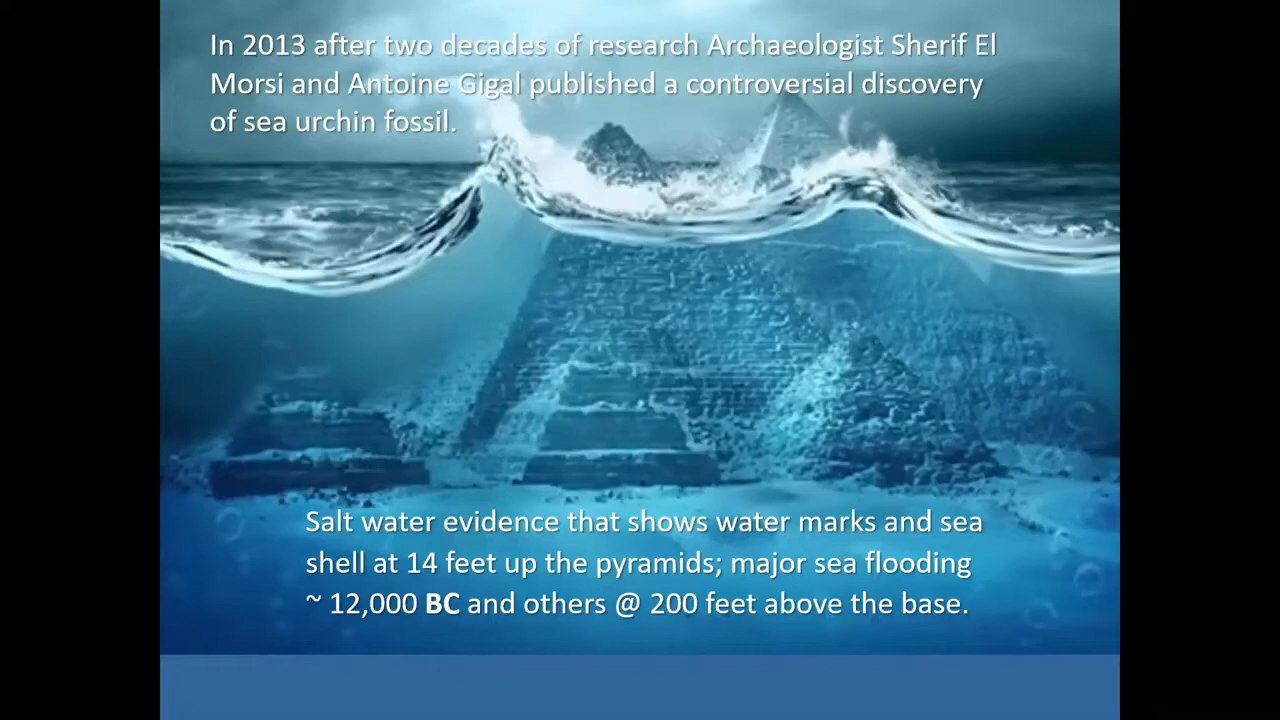 In 2013 after two decades of research Archaeologist Sherif El
Morsi and Antoine Gigal published a controversial discovery
of sea urchin fossil.
Salt water evidence that shows water marks and sea
shell at 14 feet up the pyramids; major sea flooding
~ 12,000 BC and others @ 200 feet above the base.